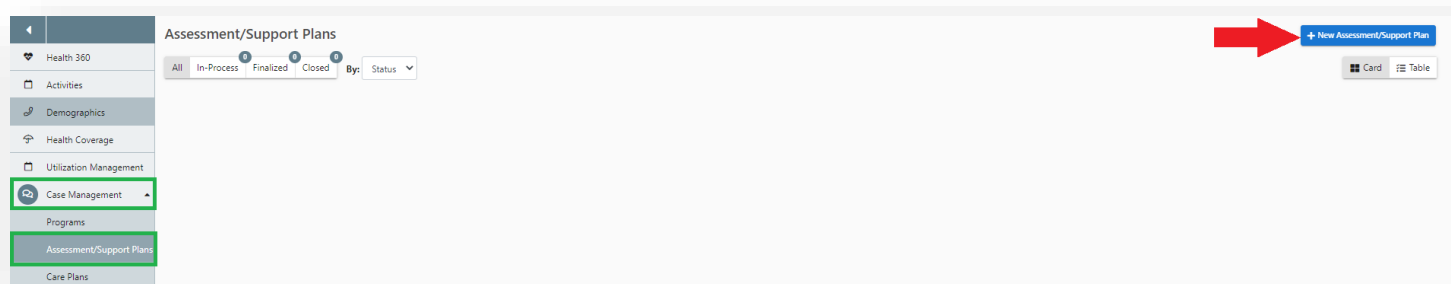 Assessment/Support Plans
+ New Assessment/Support Plan
All In-Process 0 Finalized 0 Closed 0 By: Status
Card Table
Health 360
Activities
Demographics
Health Coverage
Utilization Management
Case Management
Programs
Assessment/Support Plans
Care Plans